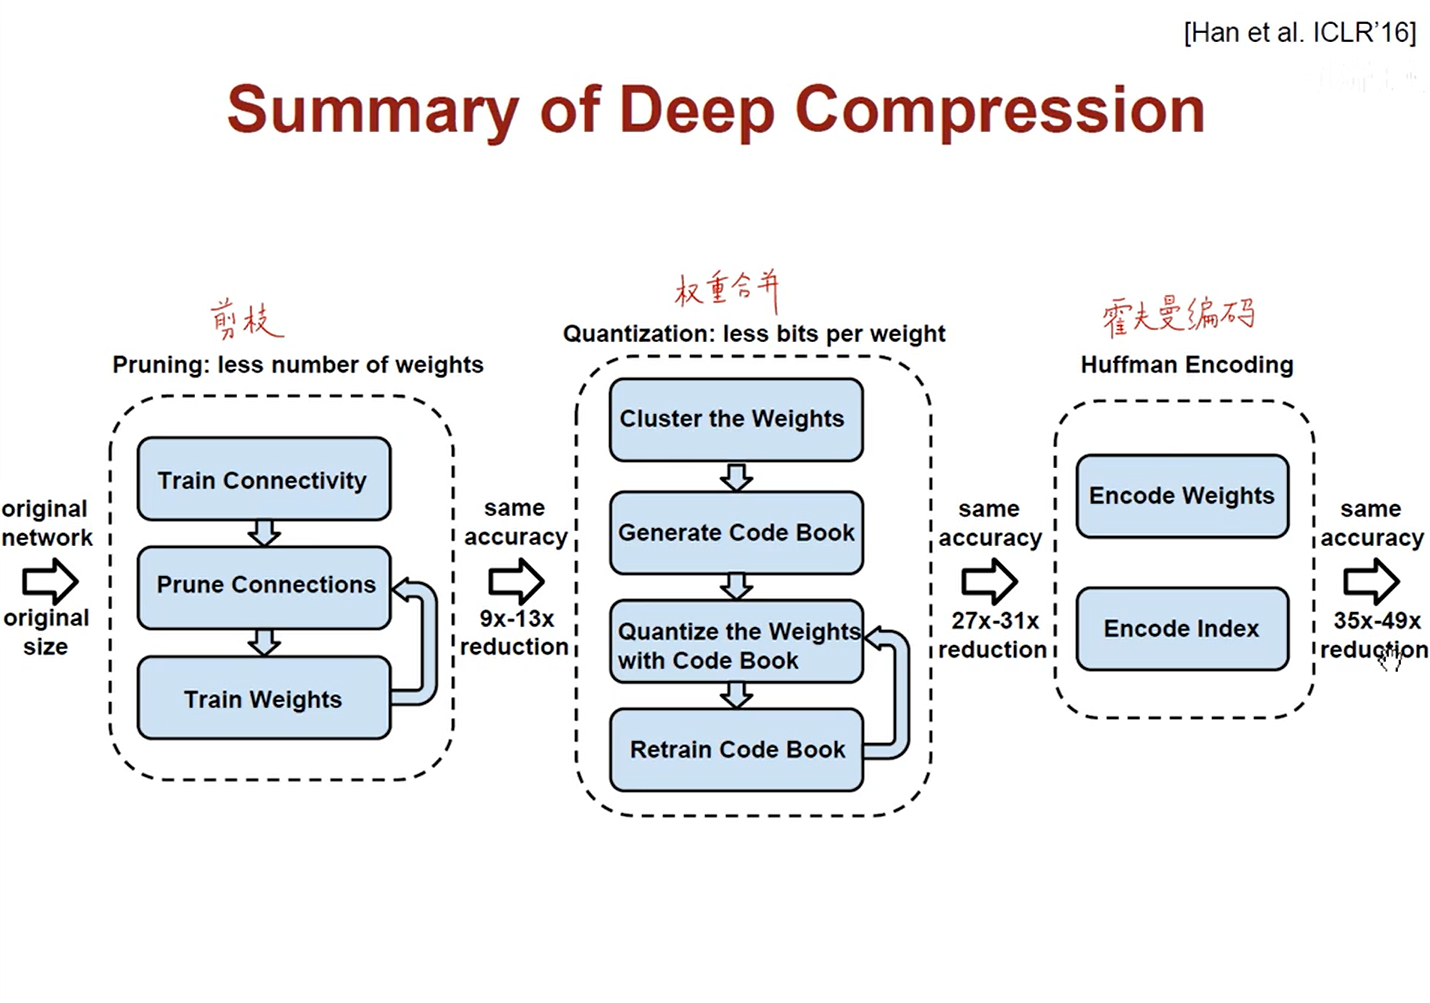 [Han et al. ICLR’16]
Summary of Deep Compression
剪枝
Pruning: less number of weights
权重合并
Quantization: less bits per weight
霍夫曼编码
Huffman Encoding
original
network
original
size
Train Connectivity
Prune Connections
Train Weights
same
accuracy
9x-13x
reduction
Cluster the Weights
Generate Code Book
Quantize the Weights
with Code Book
Retrain Code Book
same
accuracy
27x-31x
reduction
Encode Weights
Encode Index
same
accuracy
35x-49x
reduction